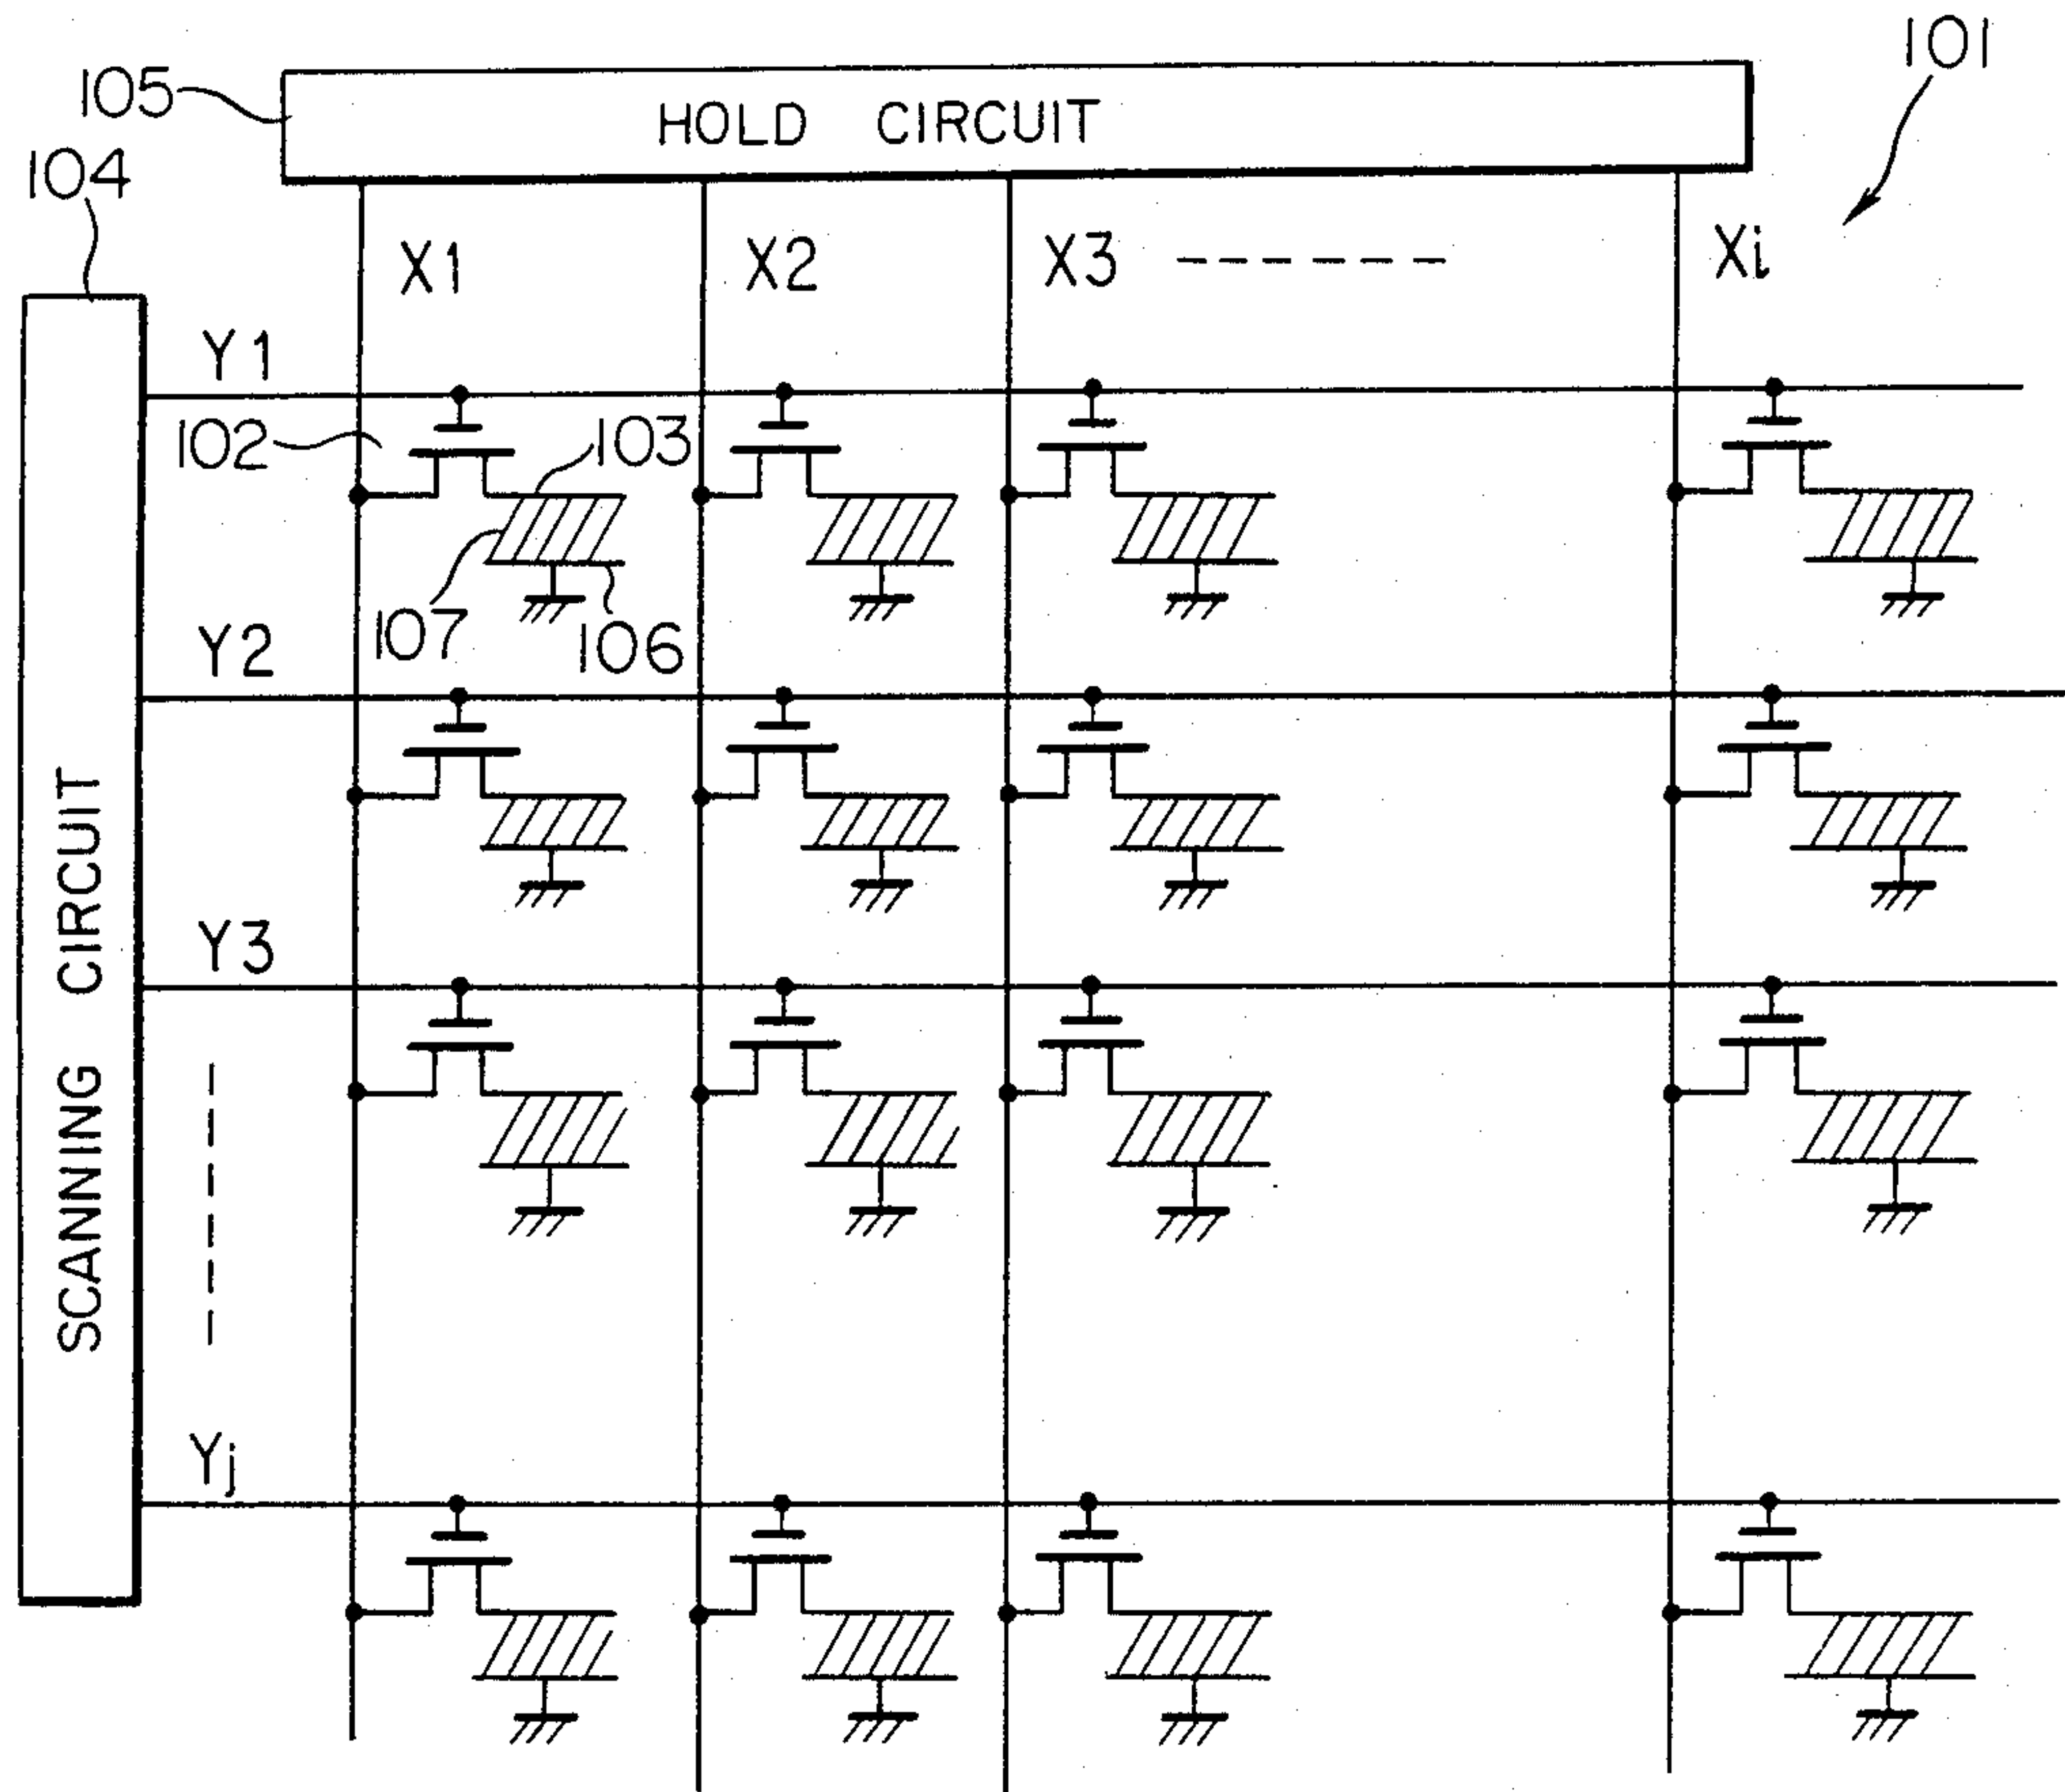 101
105
HOLD CIRCUIT
104
X1 X2 X3 Xi
Y1
102
103
107
106
Y2
Y3
SCANNING CIRCUIT
Yj